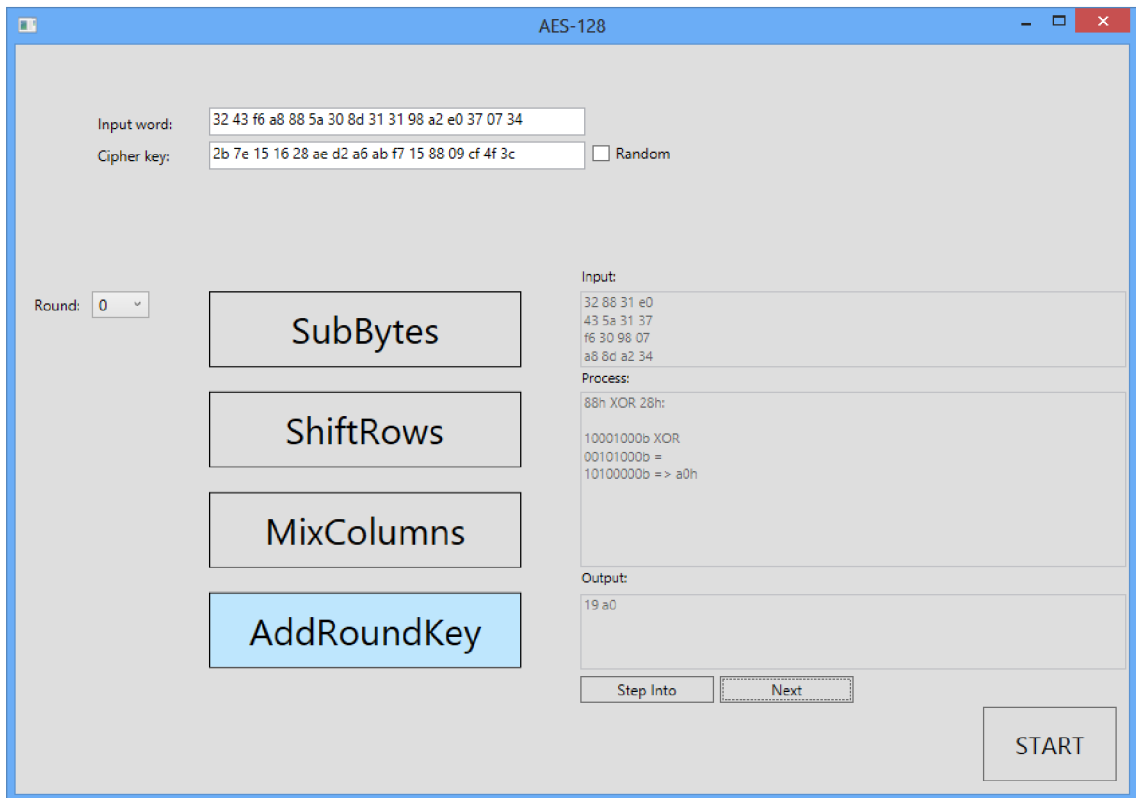 AES-128
Input word: 32 43 f6 a8 88 5a 30 8d 31 31 98 a2 e0 37 07 34
Cipher key: 2b 7e 15 16 28 ae d2 a6 ab f7 15 88 09 cf 4f 3c Random
Round: 0
SubBytes
ShiftRows
MixColumns
AddRoundKey
Input:
32 88 31 e0
43 5a 31 37
f6 30 98 07
a8 8d a2 34
Process:
88h XOR 28h:
10001000b XOR
00101000b =
10100000b => a0h
Output:
19 a0
Step Into Next
START